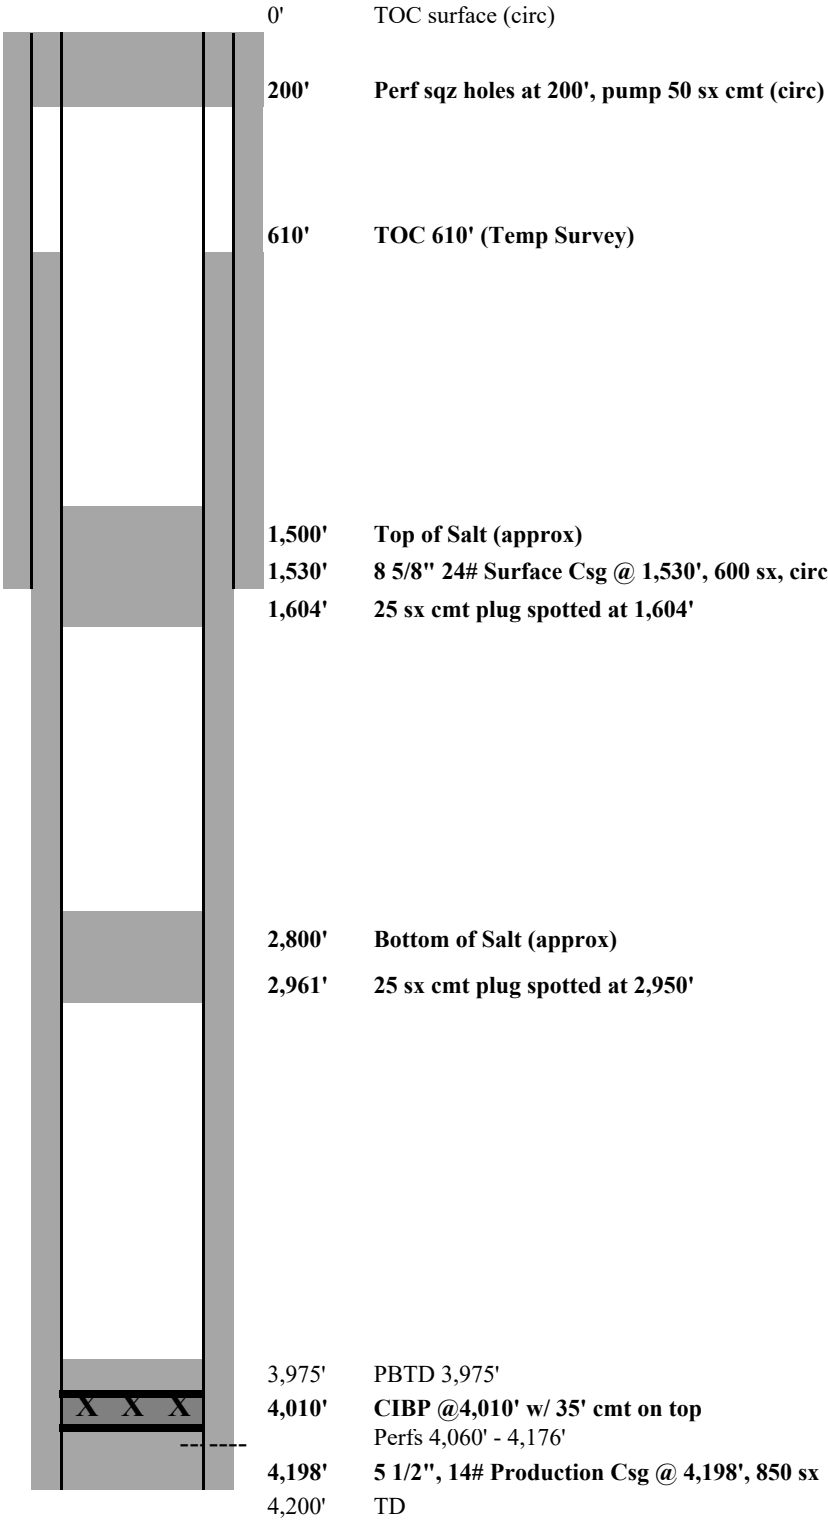 0' TOC surface (circ)
200' Perf sqz holes at 200', pump 50 sx cmt (circ)
610' TOC 610' (Temp Survey)
1,500' Top of Salt (approx)
1,530' 8 5/8" 24# Surface Csg @ 1,530', 600 sx, circ
1,604' 25 sx cmt plug spotted at 1,604'
2,800' Bottom of Salt (approx)
2,961' 25 sx cmt plug spotted at 2,950'
3,975' PBTD 3,975'
X X X 4,010' CIBP @4,010' w/ 35' cmt on top
Perfs 4,060' - 4,176'
4,198' 5 1/2", 14# Production Csg @ 4,198', 850 sx
4,200' TD